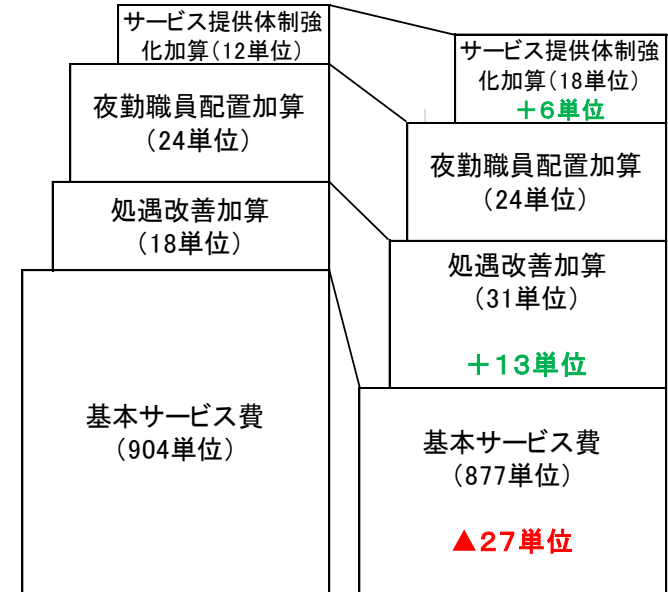 サービス提供体制強
化加算(12単位)
夜勤職員配置加算
(24単位)
処遇改善加算
(18単位)
基本サービス費
(904単位)
サービス提供体制強
化加算(18単位)
+6単位
夜勤職員配置加算
(24単位)
処遇改善加算
(31単位)
+13単位
基本サービス費
(877単位)
▲27単位